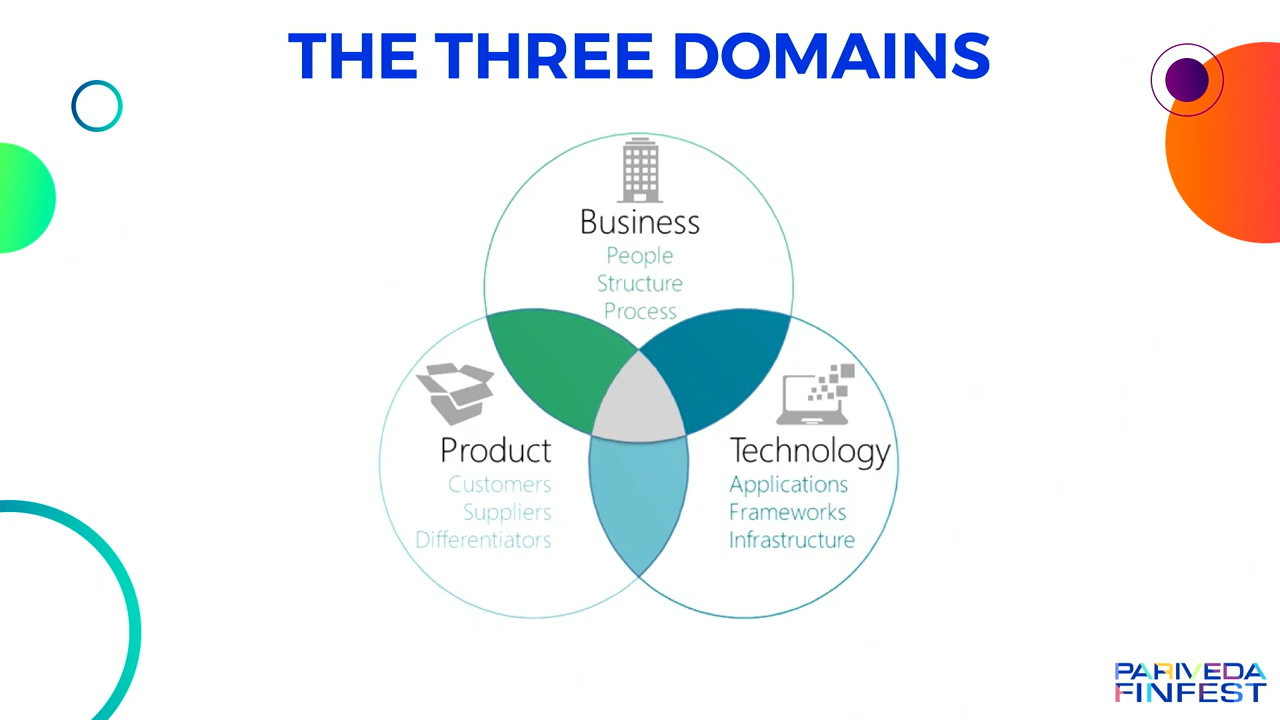 THE THREE DOMAINS
Business
People
Structure
Process
Product
Customers
Suppliers
Differentiators
Technology
Applications
Frameworks
Infrastructure
PARIVEDA
FINFEST